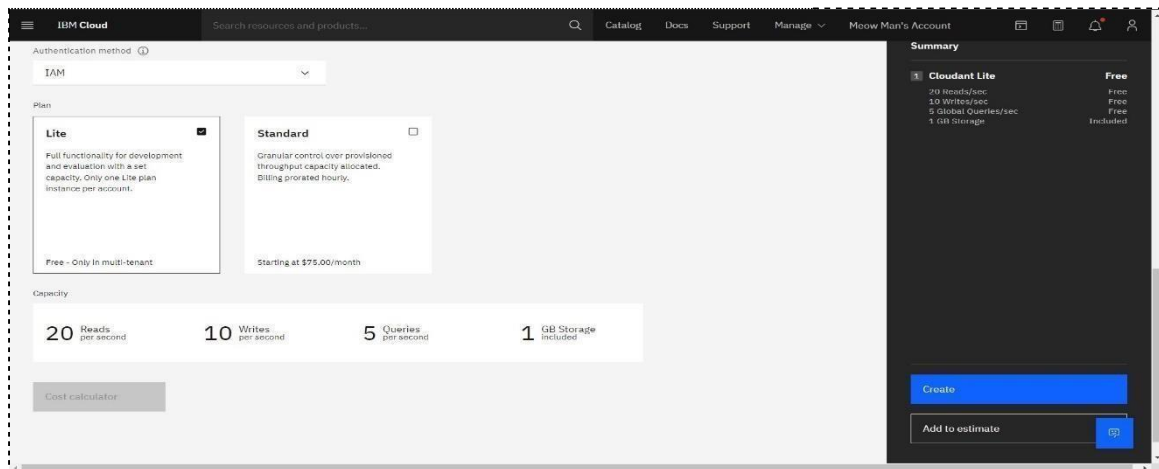 IBM Cloud
Search resources and products...
Catalog
Docs
Support
Manage
Moow Man's Account
Authentication method
IAM
Plan
Lite
Full functionality for development
and evaluation with a set
capacity. Only one Lite plan
instance per account.
Free - Only in multi-tenant
Standard
Granular control over provisioned
throughput capacity allocated.
Billing prorated hourly.
Starting at $75.00/month
Capacity
20 Reads per second
10 Writes per second
5 Queries per second
1 GB Storage included
Cost calculator
Summary
1 Cloudant Lite Free
20 Reads/sec Free
10 Writes/sec Free
5 Global Queries/sec Free
1 GB Storage Included
Create
Add to estimate